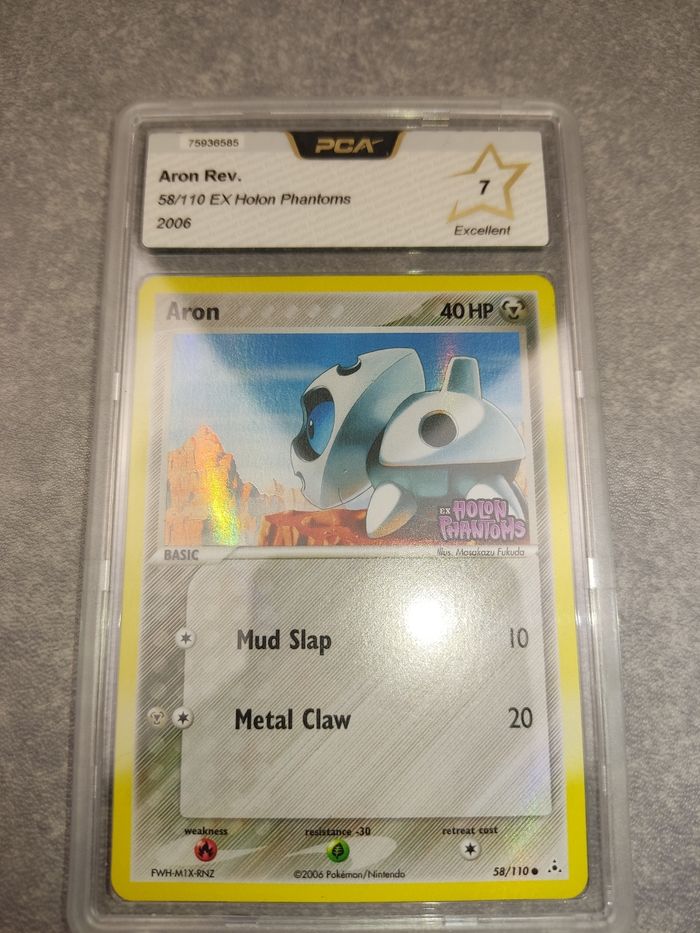 75936585
PCA
Aron Rev.
58/110 EX Holon Phantoms
2006
7
Excellent
Aron
40 HP
EX HOLON
PHANTOMS
BASIC
Illus. Masakazu Fukuda
Mud Slap 10
Metal Claw 20
weakness resistance -30 retreat cost
FWH-M1X-RNZ ©2006 Pokémon/Nintendo 58/110